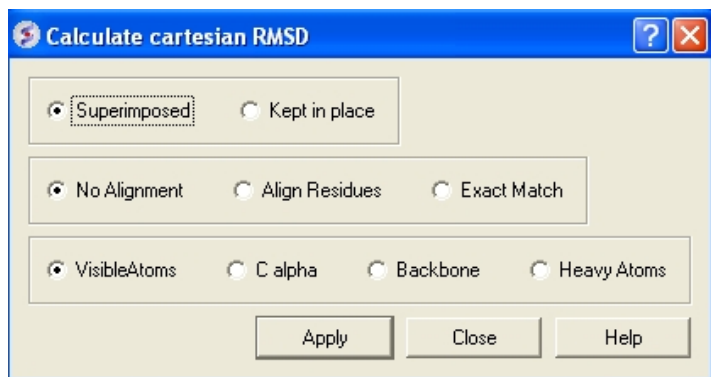 Calculate cartesian RMSD
Superimposed Kept in place
No Alignment Align Residues Exact Match
VisibleAtoms C alpha Backbone Heavy Atoms
Apply Close Help